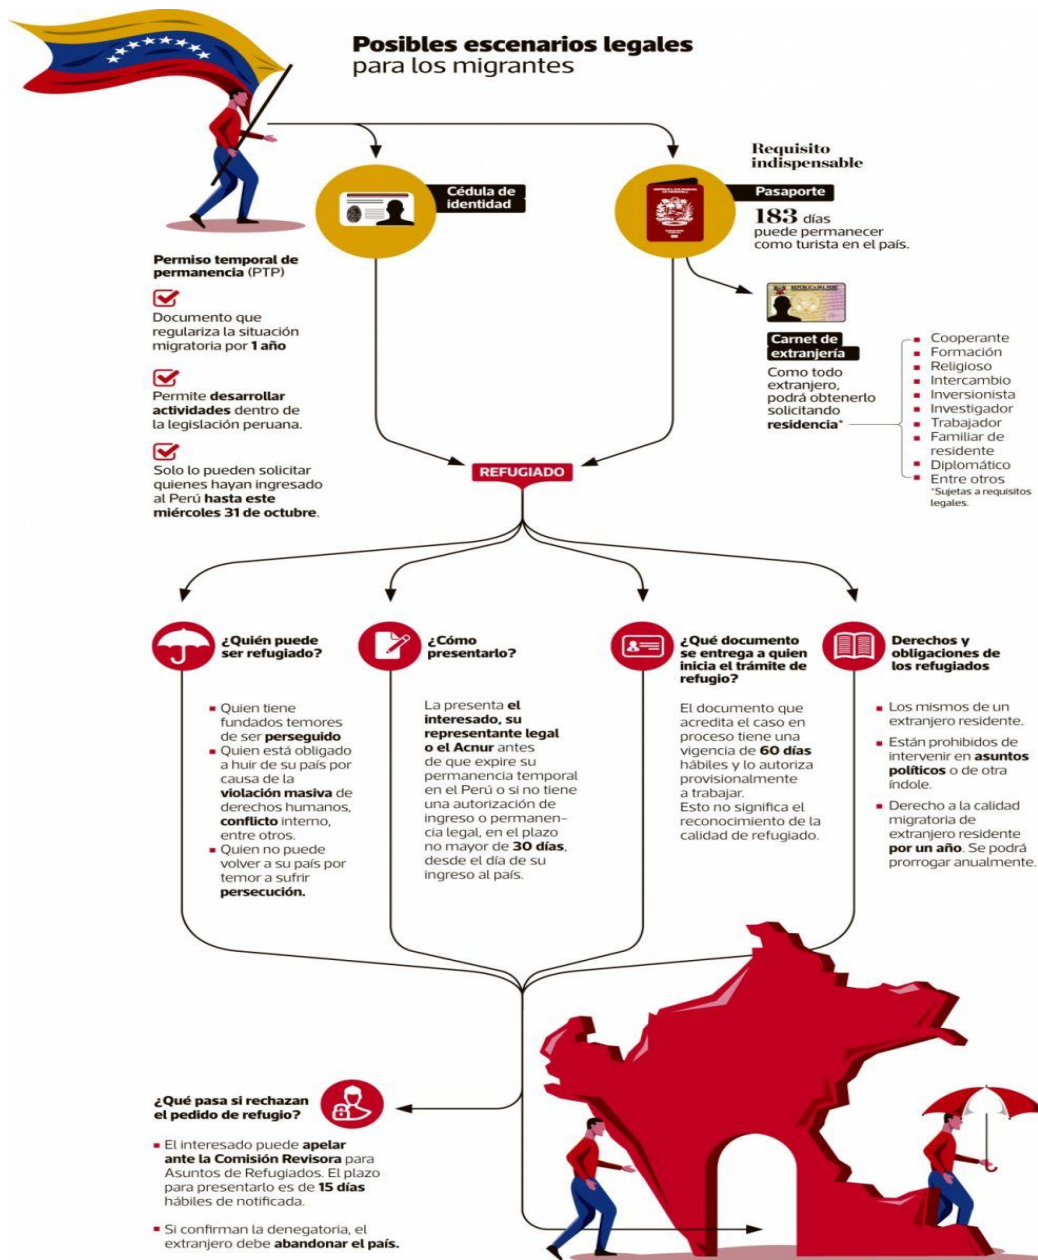 Posibles escenarios legales
para los migrantes
Cédula de
identidad
Requisito
indispensable
Pasaporte
183 días
puede permanecer
como turista en el país.
Permiso temporal de
permanencia (PTP)
Documento que
regulariza la situación
migratoria por 1 año
Permite desarrollar
actividades dentro de
la legislación peruana.
Solo lo pueden solicitar
quienes hayan ingresado
al Perú hasta este
miércoles 31 de octubre.
Carnet de
extranjería
Como todo
extranjero,
podrá obtenerlo
solicitando
residencia*
Cooperante
Formación
Religioso
Intercambio
Inversionista
Investigador
Trabajador
Familiar de
residente
Diplomático
Entre otros
*Sujetas a requisitos
legales.
REFUGIADO
¿Quién puede
ser refugiado?
Quien tiene
fundados temores
de ser perseguido
Quien está obligado
a huir de su país por
causa de la
violación masiva de
derechos humanos,
conflicto interno,
entre otros.
Quien no puede
volver a su país por
temor a sufrir
persecución.
¿Cómo
presentarlo?
La presenta el
interesado, su
representante legal
o el Acnur antes
de que expire su
permanencia temporal
en el Perú o si no tiene
una autorización de
ingreso o permanen-
cia legal, en el plazo
no mayor de 30 días,
desde el día de su
ingreso al país.
¿Qué documento
se entrega a quien
inicia el trámite de
refugio?
El documento que
acredita el caso en
proceso tiene una
vigencia de 60 días
hábiles y lo autoriza
provisionalmente
a trabajar.
Esto no significa el
reconocimiento de la
calidad de refugiado.
Derechos y
obligaciones de
los refugiados
Los mismos de un
extranjero residente.
Están prohibidos de
intervenir en asuntos
políticos o de otra
índole.
Derecho a la calidad
migratoria de
extranjero residente
por un año. Se podrá
prorrogar anualmente.
¿Qué pasa si rechazan
el pedido de refugio?
El interesado puede apelar
ante la Comisión Revisora para
Asuntos de Refugiados. El plazo
para presentarlo es de 15 días
hábiles de notificada.
Si confirman la denegatoria, el
extranjero debe abandonar el país.